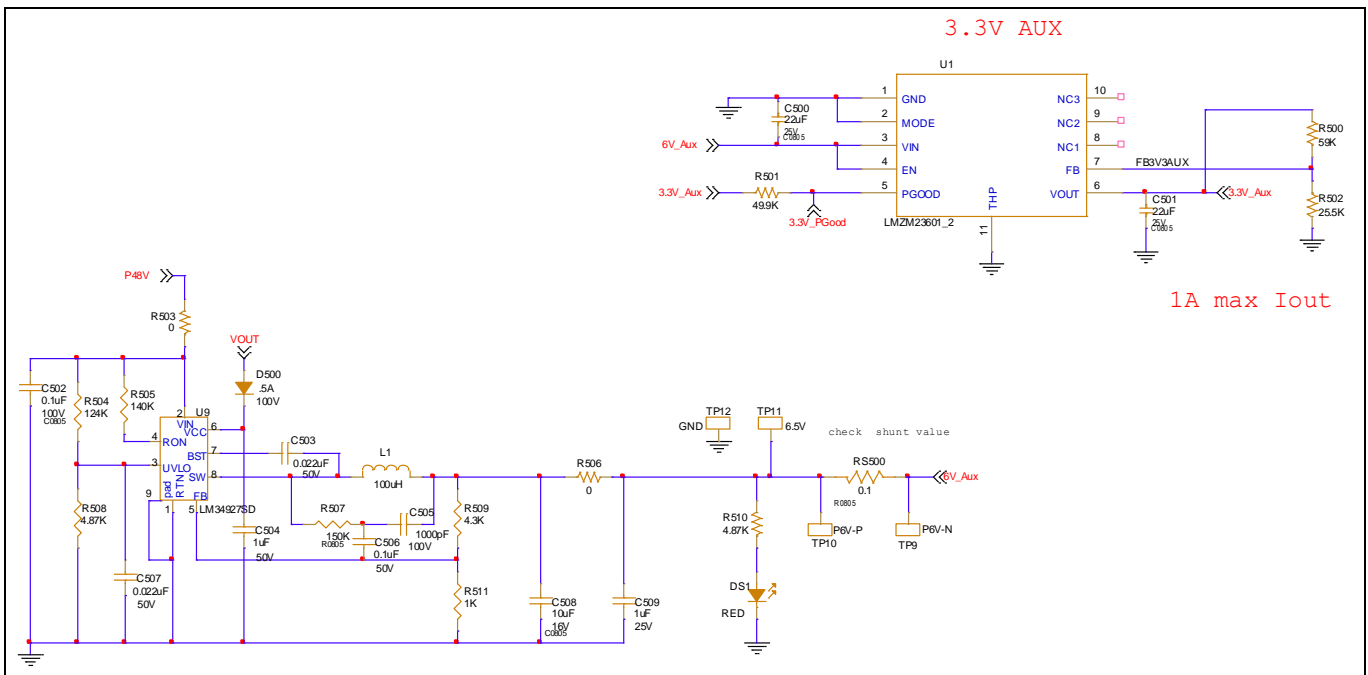 3.3V AUX
U1
1
GND
NC3
10
2
MODE
NC2
9
3
VIN
NC1
8
4
EN
FB
7
FB3V3AUX
5
PGOOD
VOUT
6
THP
11
LMZM23601_2
C500
22uF
25V
C0805
6V_Aux
3.3V_Aux
R501
49.9K
3.3V_PGood
R500
59K
3.3V_Aux
C501
22uF
25V
C0805
R502
25.5K
1A max Iout
P48V
R503
0
VOUT
D500
.5A
100V
C502
0.1uF
100V
C0805
R504
124K
R505
140K
U9
2
VIN
VCC
6
4
RON
BST
7
3
UVLO
SW
8
9
pad
RTN
FB
1
5
LM34927SD
C503
0.022uF
50V
L1
100uH
R508
4.87K
C504
1uF
50V
R507
150K
R0805
C505
1000pF
100V
C506
0.1uF
50V
R509
4.3K
C507
0.022uF
50V
R511
1K
R506
0
C508
10uF
16V
C0805
C509
1uF
25V
TP12
GND
TP11
6.5V
check shunt value
RS500
0.1
R0805
6V_Aux
R510
4.87K
P6V-P
TP10
P6V-N
TP9
DS1
RED